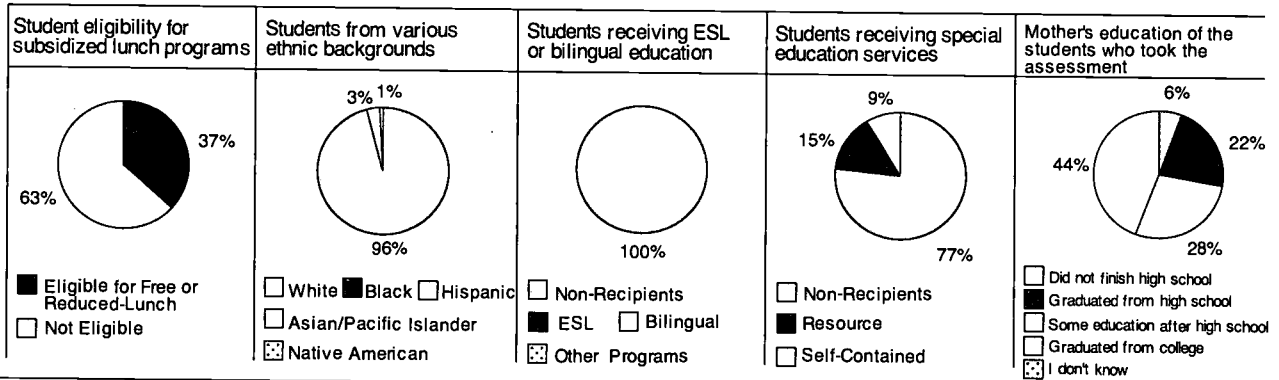 Student eligibility for
subsidized lunch programs
37%
63%
Eligible for Free or
Reduced-Lunch
Not Eligible
Students from various
ethnic backgrounds
3% 1%
96%
White Black Hispanic
Asian/Pacific Islander
Native American
Students receiving ESL
or bilingual education
100%
Non-Recipients
ESL Bilingual
Other Programs
Students receiving special
education services
9%
15%
77%
Non-Recipients
Resource
Self-Contained
Mother's education of the
students who took the
assessment
6%
22%
44%
28%
Did not finish high school
Graduated from high school
Some education after high school
Graduated from college
I don't know